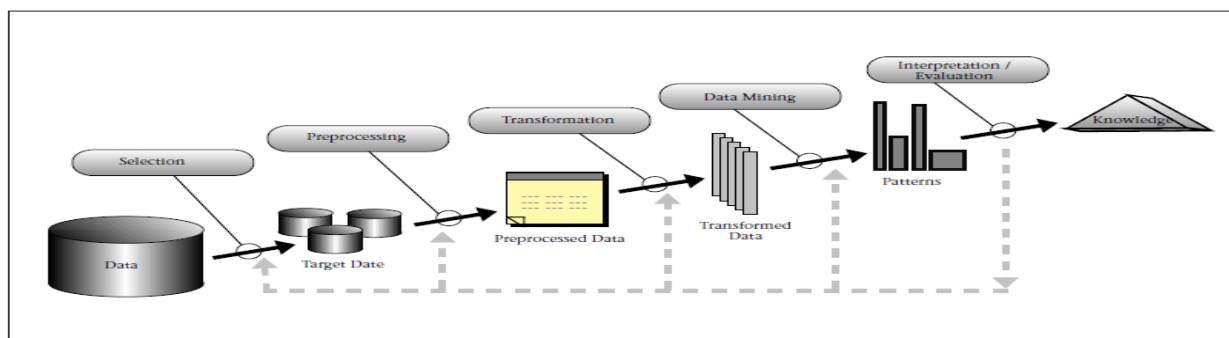 Interpretation /
Evaluation
Data Mining
Transformation
Preprocessing
Selection
Knowledge
Patterns
Transformed
Data
Preprocessed Data
Target Date
Data